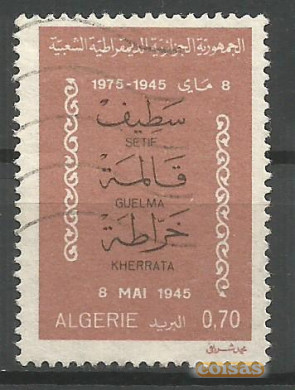 الجمهورية الجزائرية الديمقراطية الشعبية
8 ماي 1945-1975
سطيف
SETIF
قالمة
GUELMA
خراطة
KHERRATA
8 MAI 1945
ALGERIE البريد 0,70
coisas